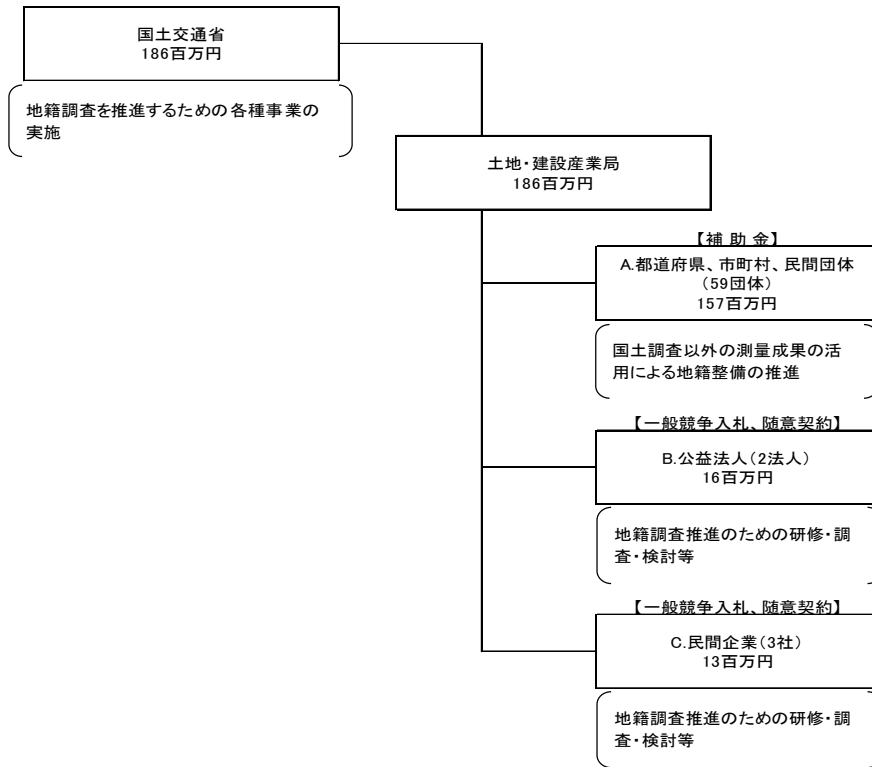 国土交通省
186百万円
地籍調査を推進するための各種事業の
実施
土地・建設産業局
186百万円
【補 助 金】
A.都道府県、市町村、民間団体
（59団体）
157百万円
国土調査以外の測量成果の活
用による地籍整備の推進
【一般競争入札、随意契約】
B.公益法人（2法人）
16百万円
地籍調査推進のための研修・調
査・検討等
【一般競争入札、随意契約】
C.民間企業（3社）
13百万円
地籍調査推進のための研修・調
査・検討等